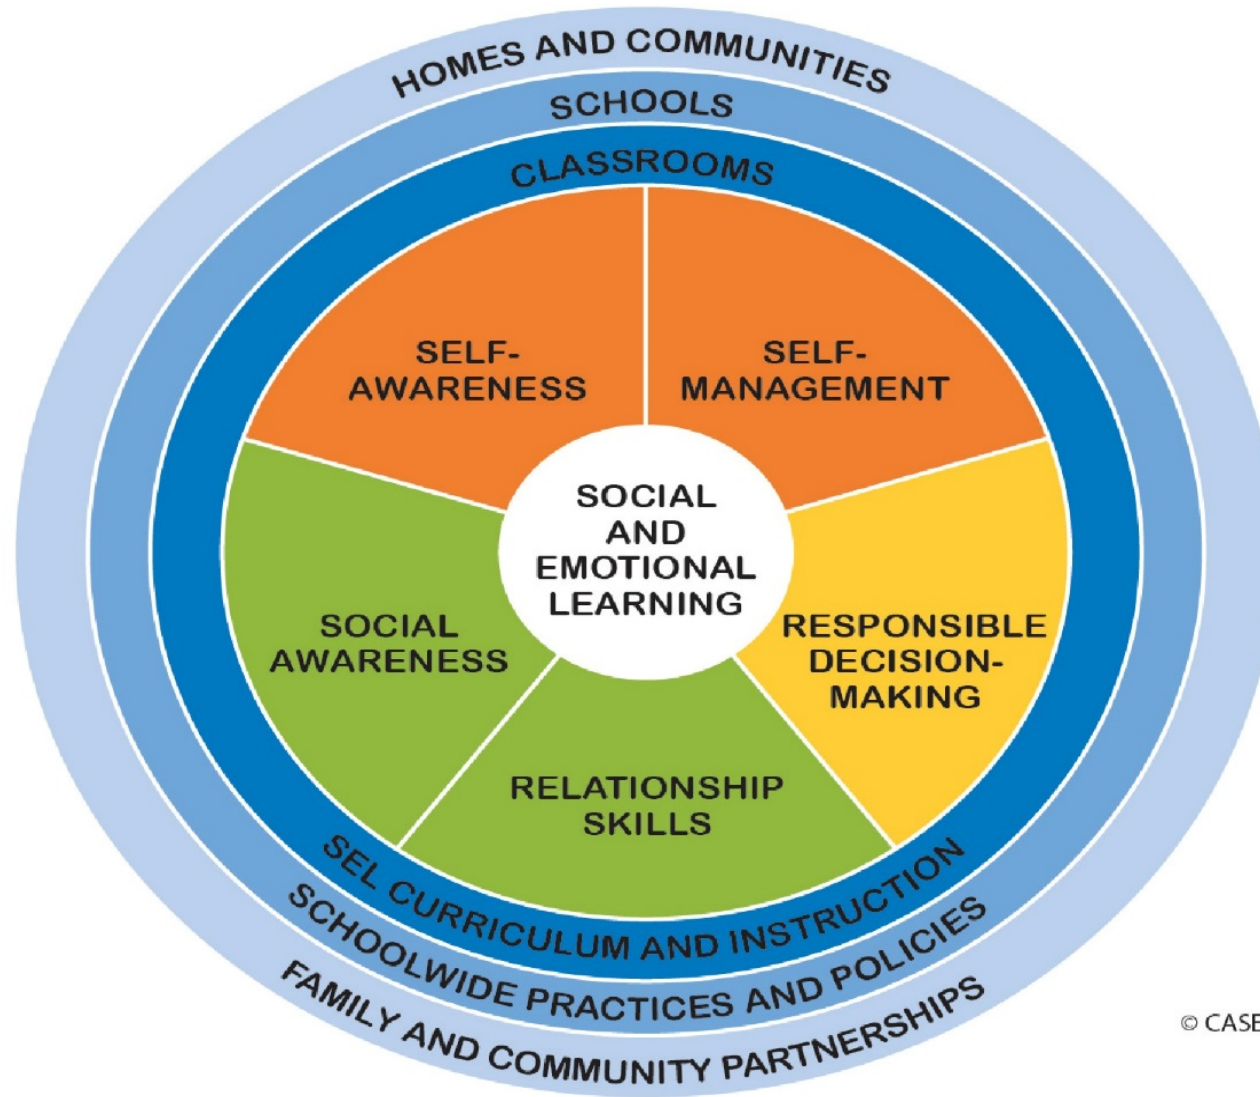 HOMES AND COMMUNITIES
SCHOOLS
CLASSROOMS
SELF-
AWARENESS
SELF-
MANAGEMENT
SOCIAL
AND
EMOTIONAL
LEARNING
SOCIAL
AWARENESS
RESPONSIBLE
DECISION-
MAKING
RELATIONSHIP
SKILLS
SEL CURRICULUM AND INSTRUCTION
SCHOOLWIDE PRACTICES AND POLICIES
FAMILY AND COMMUNITY PARTNERSHIPS
© CASE